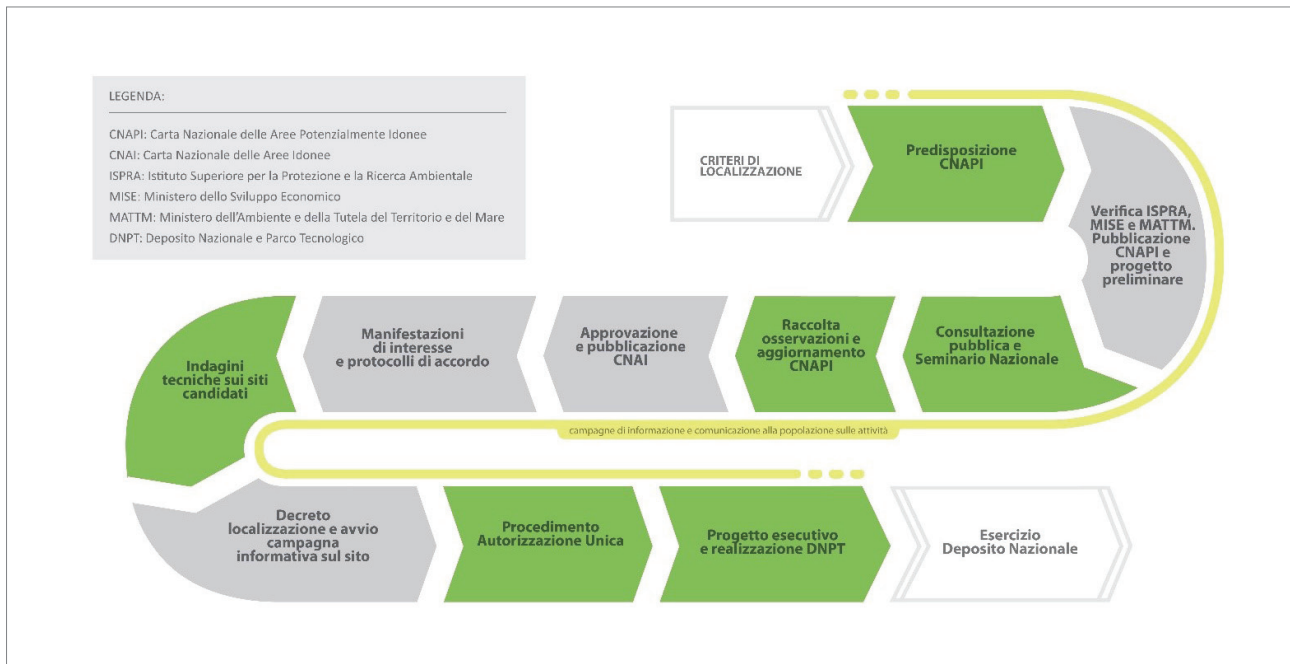 LEGENDA:
CNAPI: Carta Nazionale delle Aree Potenzialmente Idonee
CNAI: Carta Nazionale delle Aree Idonee
ISPRA: Istituto Superiore per la Protezione e la Ricerca Ambientale
MISE: Ministero dello Sviluppo Economico
MATTM: Ministero dell'Ambiente e della Tutela del Territorio e del Mare
DNPT: Deposito Nazionale e Parco Tecnologico
CRITERI DI
LOCALIZZAZIONE
Predisposizione
CNAPI
Verifica ISPRA,
MISE e MATTM.
Pubblicazione
CNAPI e
progetto
preliminare
Consultazione
pubblica e
Seminario Nazionale
Raccolta
osservazioni e
aggiornamento
CNAPI
Approvazione
e pubblicazione
CNAI
Manifestazioni
di interesse
e protocolli di accordo
Indagini
tecniche sui siti
candidati
campagne di informazione e comunicazione alla popolazione sulle attività
Decreto
localizzazione e avvio
campagna
informativa sul sito
Procedimento
Autorizzazione Unica
Progetto esecutivo
e realizzazione DNPT
Esercizio
Deposito Nazionale